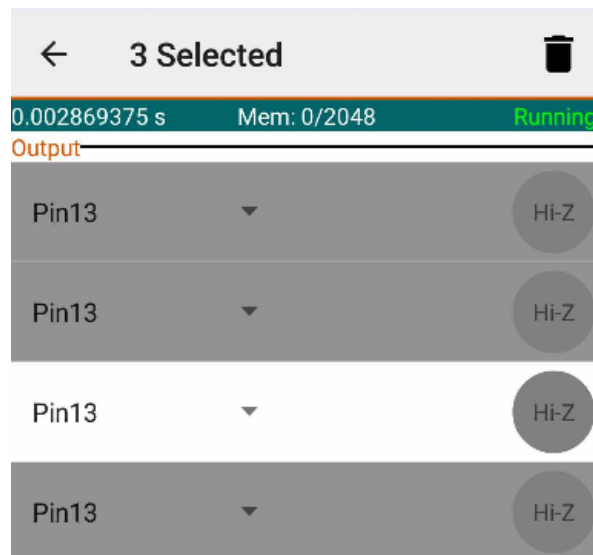 3 Selected
0.002869375 s Mem: 0/2048 Running
Output
Pin13 Hi-Z
Pin13 Hi-Z
Pin13 Hi-Z
Pin13 Hi-Z